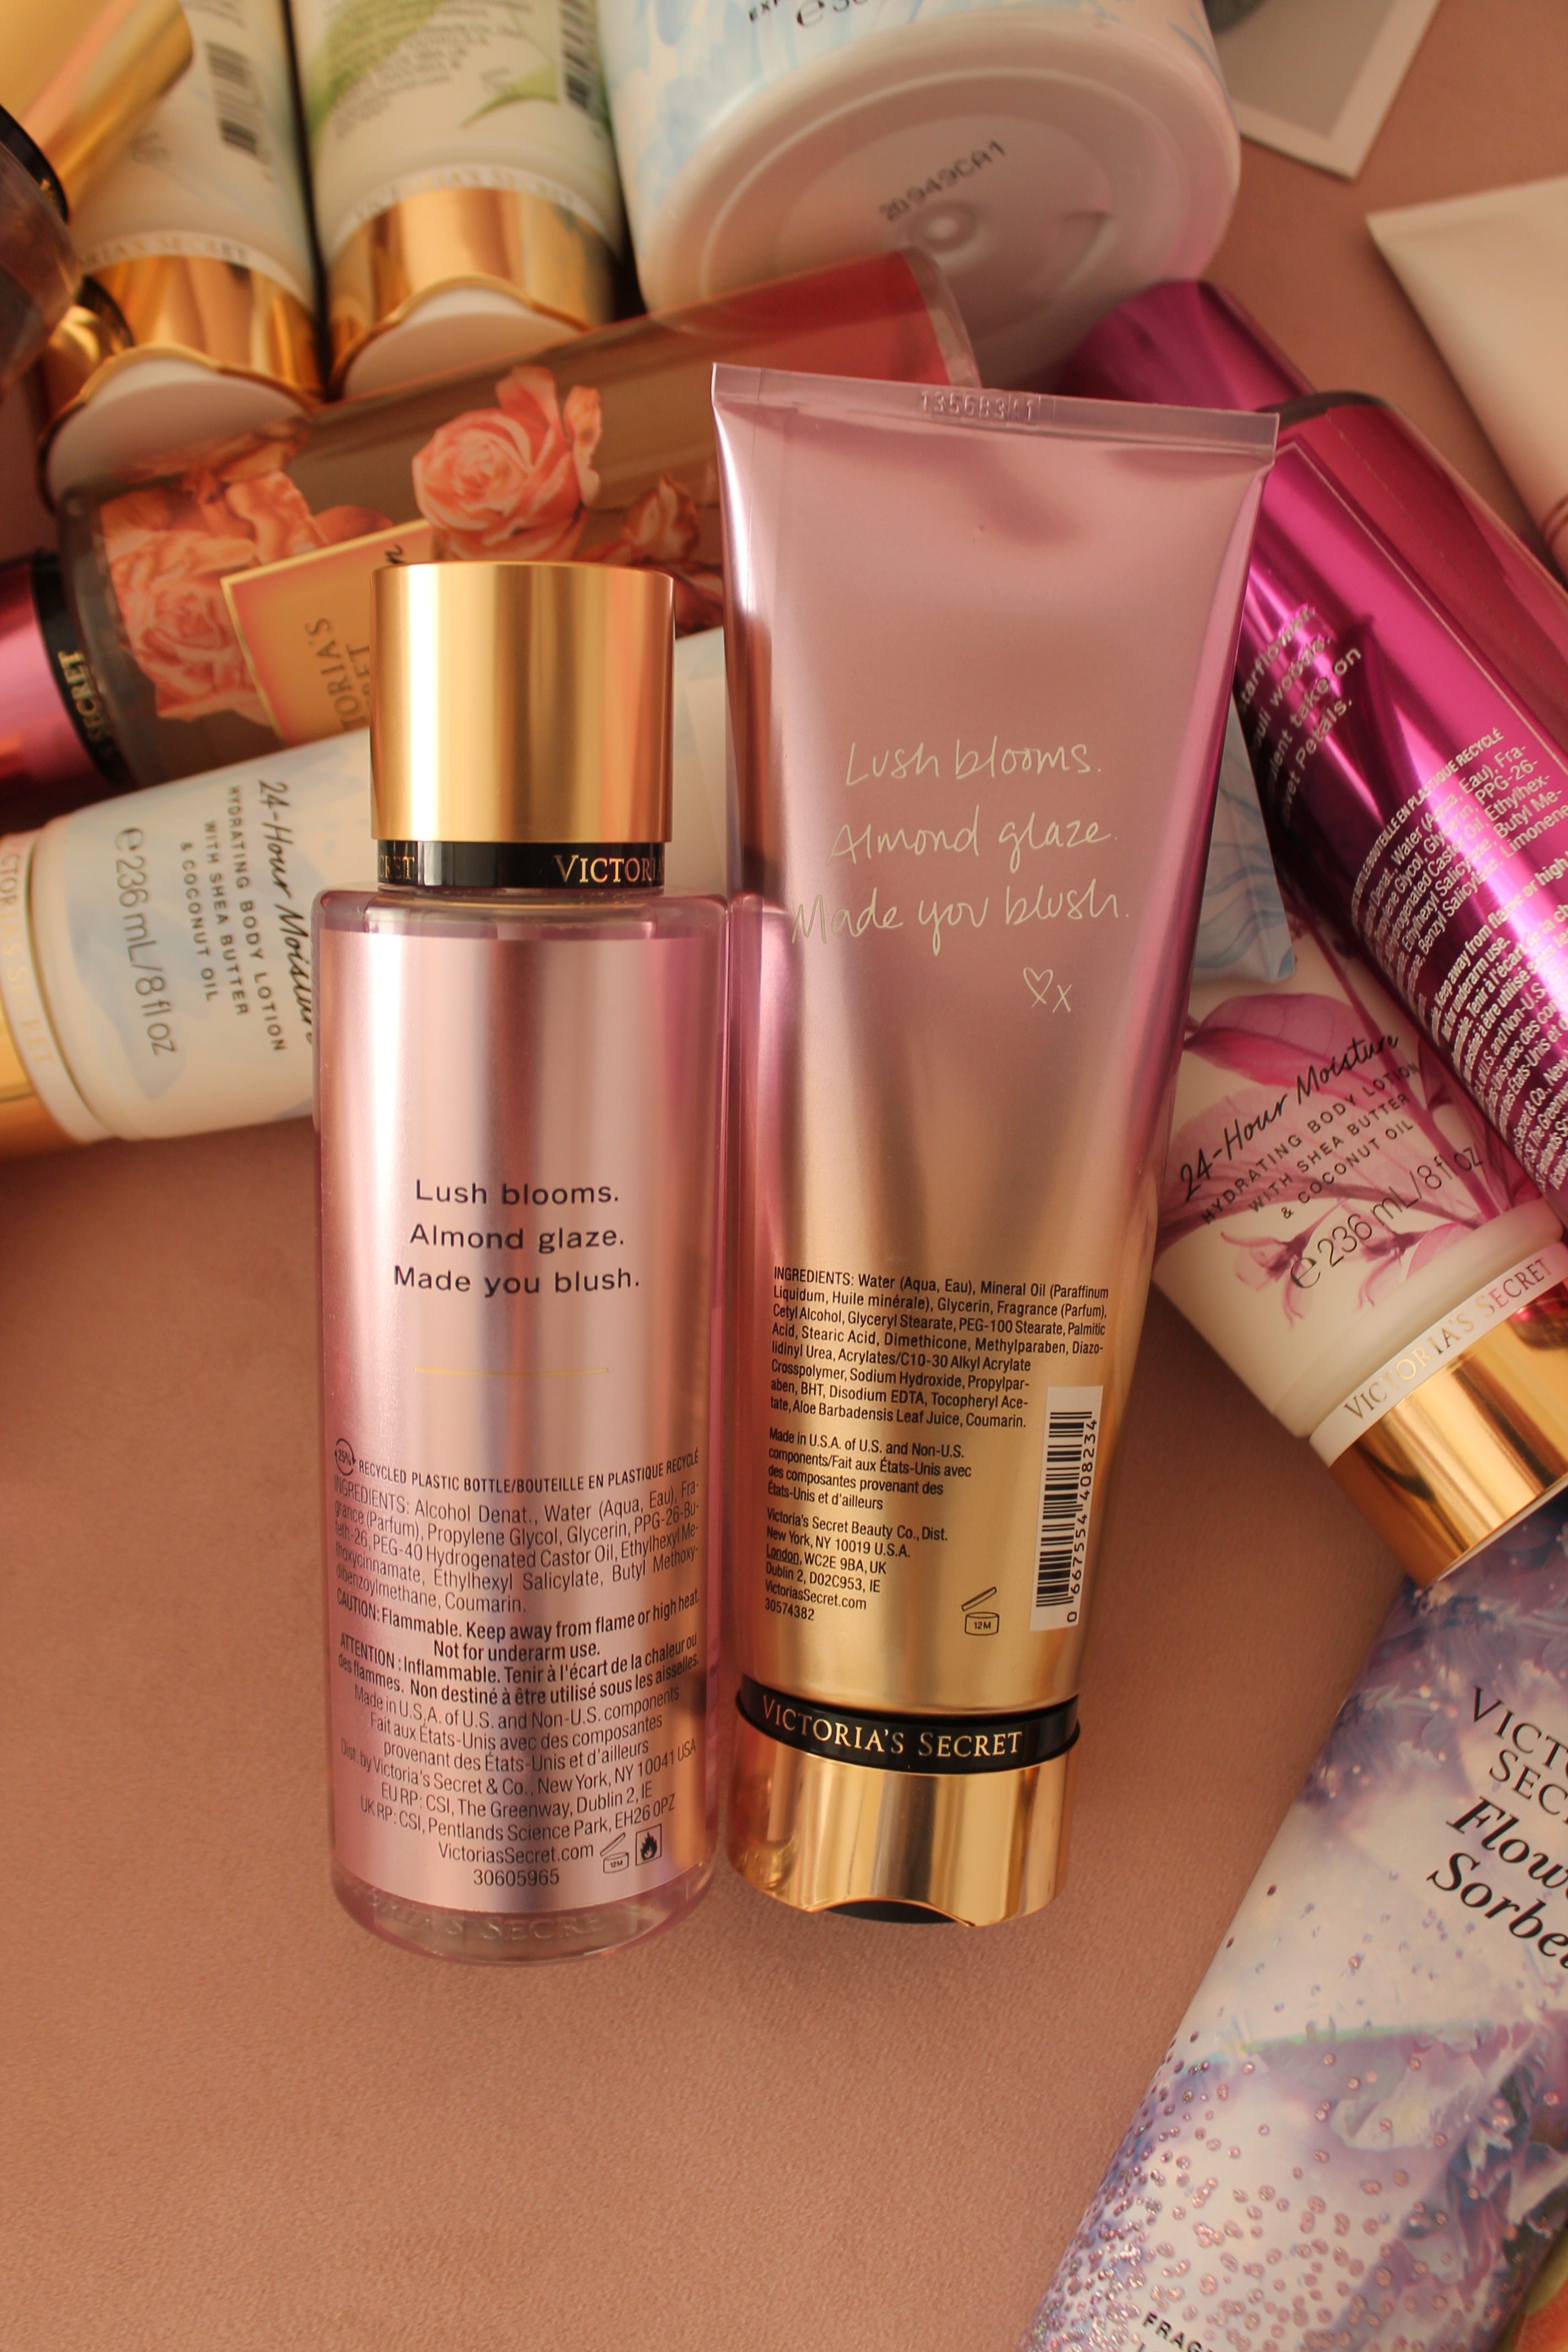 20949CA1
135683A1
Lush blooms.
Almond glaze.
Made you blush.
X
VICTORIA'S
Lush blooms.
Almond glaze.
Made you blush.
25%
RECYCLED PLASTIC BOTTLE/BOUTEILLE EN PLASTIQUE RECYCLÉ
INGREDIENTS: Alcohol Denat., Water (Aqua, Eau), Fra-
grance (Parfum), Propylene Glycol, Glycerin, PPG-26-Bu-
teth-26, PEG-40 Hydrogenated Castor Oil, Ethylhexyl Me-
thoxycinnamate, Ethylhexyl Salicylate, Butyl Methoxy-
dibenzoylmethane, Coumarin.
CAUTION: Flammable. Keep away from flame or high heat.
Not for underarm use.
ATTENTION : Inflammable. Tenir à l'écart de la chaleur ou
des flammes. Non destiné à être utilisé sous les aisselles.
Made in U.S.A. of U.S. and Non-U.S. components
Fait aux États-Unis avec des composantes
provenant des États-Unis et d'ailleurs
Dist. by Victoria's Secret & Co., New York, NY 10041 USA
EU RP: CSI, The Greenway, Dublin 2, IE
UK RP: CSI, Pentlands Science Park, EH26 0PZ
VictoriasSecret.com
12M
30605965
INGREDIENTS: Water (Aqua, Eau), Mineral Oil (Paraffinum
Liquidum, Huile minérale), Glycerin, Fragrance (Parfum),
Cetyl Alcohol, Glyceryl Stearate, PEG-100 Stearate, Palmitic
Acid, Stearic Acid, Dimethicone, Methylparaben, Diazo-
lidinyl Urea, Acrylates/C10-30 Alkyl Acrylate
Crosspolymer, Sodium Hydroxide, Propylpar-
aben, BHT, Disodium EDTA, Tocopheryl Ace-
tate, Aloe Barbadensis Leaf Juice, Coumarin.
Made in U.S.A. of U.S. and Non-U.S.
components/Fait aux États-Unis avec
des composantes provenant des
États-Unis et d'ailleurs
Victoria's Secret Beauty Co., Dist.
New York, NY 10019 U.S.A.
London, WC2E 9BA, UK
Dublin 2, D02C953, IE
VictoriasSecret.com
30574382
12M
0 667554 408234
VICTORIA'S SECRET
24-Hour Moisture
HYDRATING BODY LOTION
WITH SHEA BUTTER
& COCONUT OIL
e 236 mL/8 fl oz
24-Hour Moisture
HYDRATING BODY LOTION
WITH SHEA BUTTER
& COCONUT OIL
e 236 mL/8 fl oz
VICTORIA'S SECRET